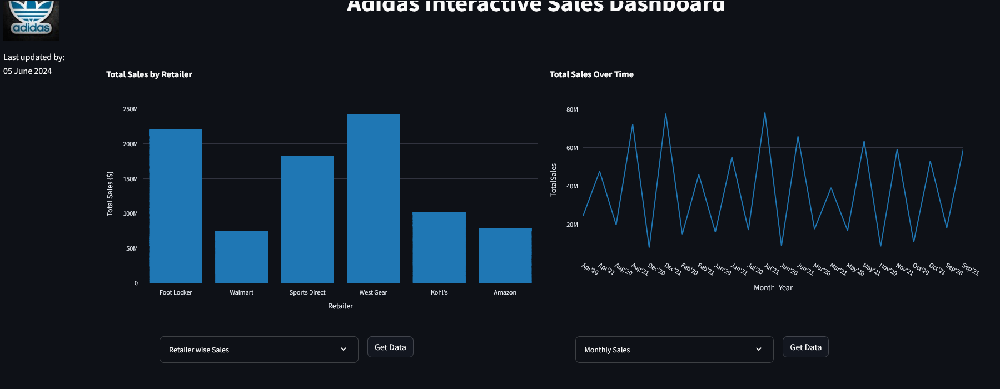 Adidas Interactive Sales Dashboard
adidas
Last updated by:
05 June 2024
Total Sales by Retailer
250M
200M
150M
100M
50M
0
Total Sales {$}
Foot Locker Walmart Sports Direct West Gear Kohl's Amazon
Retailer
Retailer wise Sales
Get Data
Total Sales Over Time
80M
60M
40M
20M
TotalSales
Apr'20 Apr'21 Aug'20 Aug'21 Dec'20 Dec'21 Feb'20 Feb'21 Jan'20 Jan'21 Jul'20 Jul'21 Jun'20 Jun'21 Mar'20 Mar'21 May'20 May'21 Nov'20 Nov'21 Oct'20 Oct'21 Sep'20 Sep'21
Month_Year
Monthly Sales
Get Data